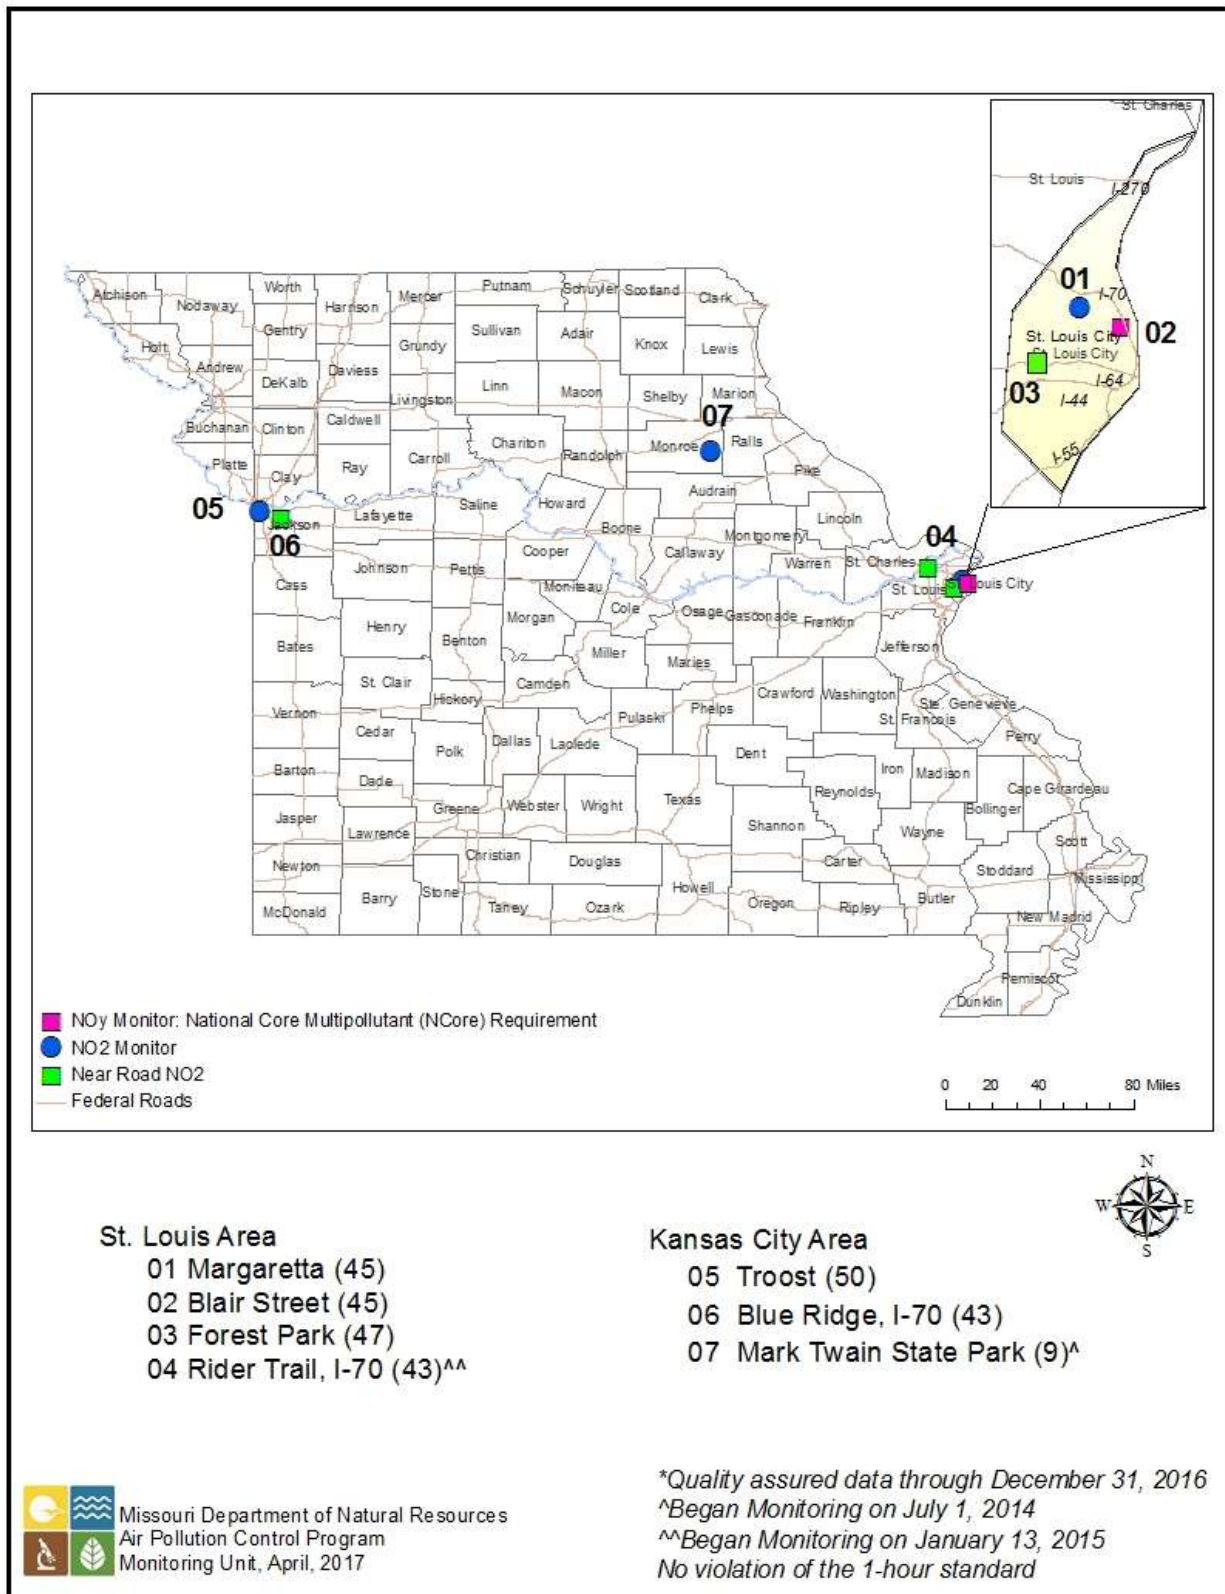 St. Charles
St. Louis
I-270
01
I-70
02
St. Louis City
St. Louis City
03
I-64
I-44
I-55
Atchison
Nodaway
Worth
Harrison
Mercer
Putnam
Schuyler
Scotland
Clark
Gentry
Sullivan
Adair
Knox
Lewis
Holt
Andrew
DeKalb
Daviess
Grundy
Linn
Macon
Shelby
Marion
Livingston
07
Buchanan
Clinton
Caldwell
Chariton
Randolph
Monroe
Ralls
Platte
Clay
Ray
Carroll
Pike
05
Jackson
Lafayette
Saline
Howard
Audrain
Lincoln
06
Boone
Montgomery
04
Cooper
Callaway
Warren
St. Charles
Cass
Johnson
Pettis
Moniteau
St. Louis
St. Louis City
Cole
Osage
Gasconade
Franklin
Henry
Morgan
Bates
Benton
Miller
Maries
Jefferson
St. Clair
Hickory
Camden
Crawford
Washington
Vernon
Pulaski
Phelps
Ste. Genevieve
St. Francois
Cedar
Polk
Dallas
Laclede
Dent
Perry
Barton
Dade
Iron
Madison
Greene
Webster
Wright
Texas
Reynolds
Cape Girardeau
Jasper
Bollinger
Lawrence
Shannon
Wayne
Scott
Newton
Christian
Douglas
Carter
Stoddard
Mississippi
McDonald
Barry
Stone
Taney
Ozark
Howell
Oregon
Ripley
Butler
New Madrid
Pemiscot
Dunklin
NOy Monitor: National Core Multipollutant (NCore) Requirement
NO2 Monitor
Near Road NO2
Federal Roads
0 20 40 80 Miles
N
W E
S
St. Louis Area
01 Margaretta (45)
02 Blair Street (45)
03 Forest Park (47)
04 Rider Trail, I-70 (43)^^
Kansas City Area
05 Troost (50)
06 Blue Ridge, I-70 (43)
07 Mark Twain State Park (9)^
Missouri Department of Natural Resources
Air Pollution Control Program
Monitoring Unit, April, 2017
*Quality assured data through December 31, 2016
^Began Monitoring on July 1, 2014
^^Began Monitoring on January 13, 2015
No violation of the 1-hour standard